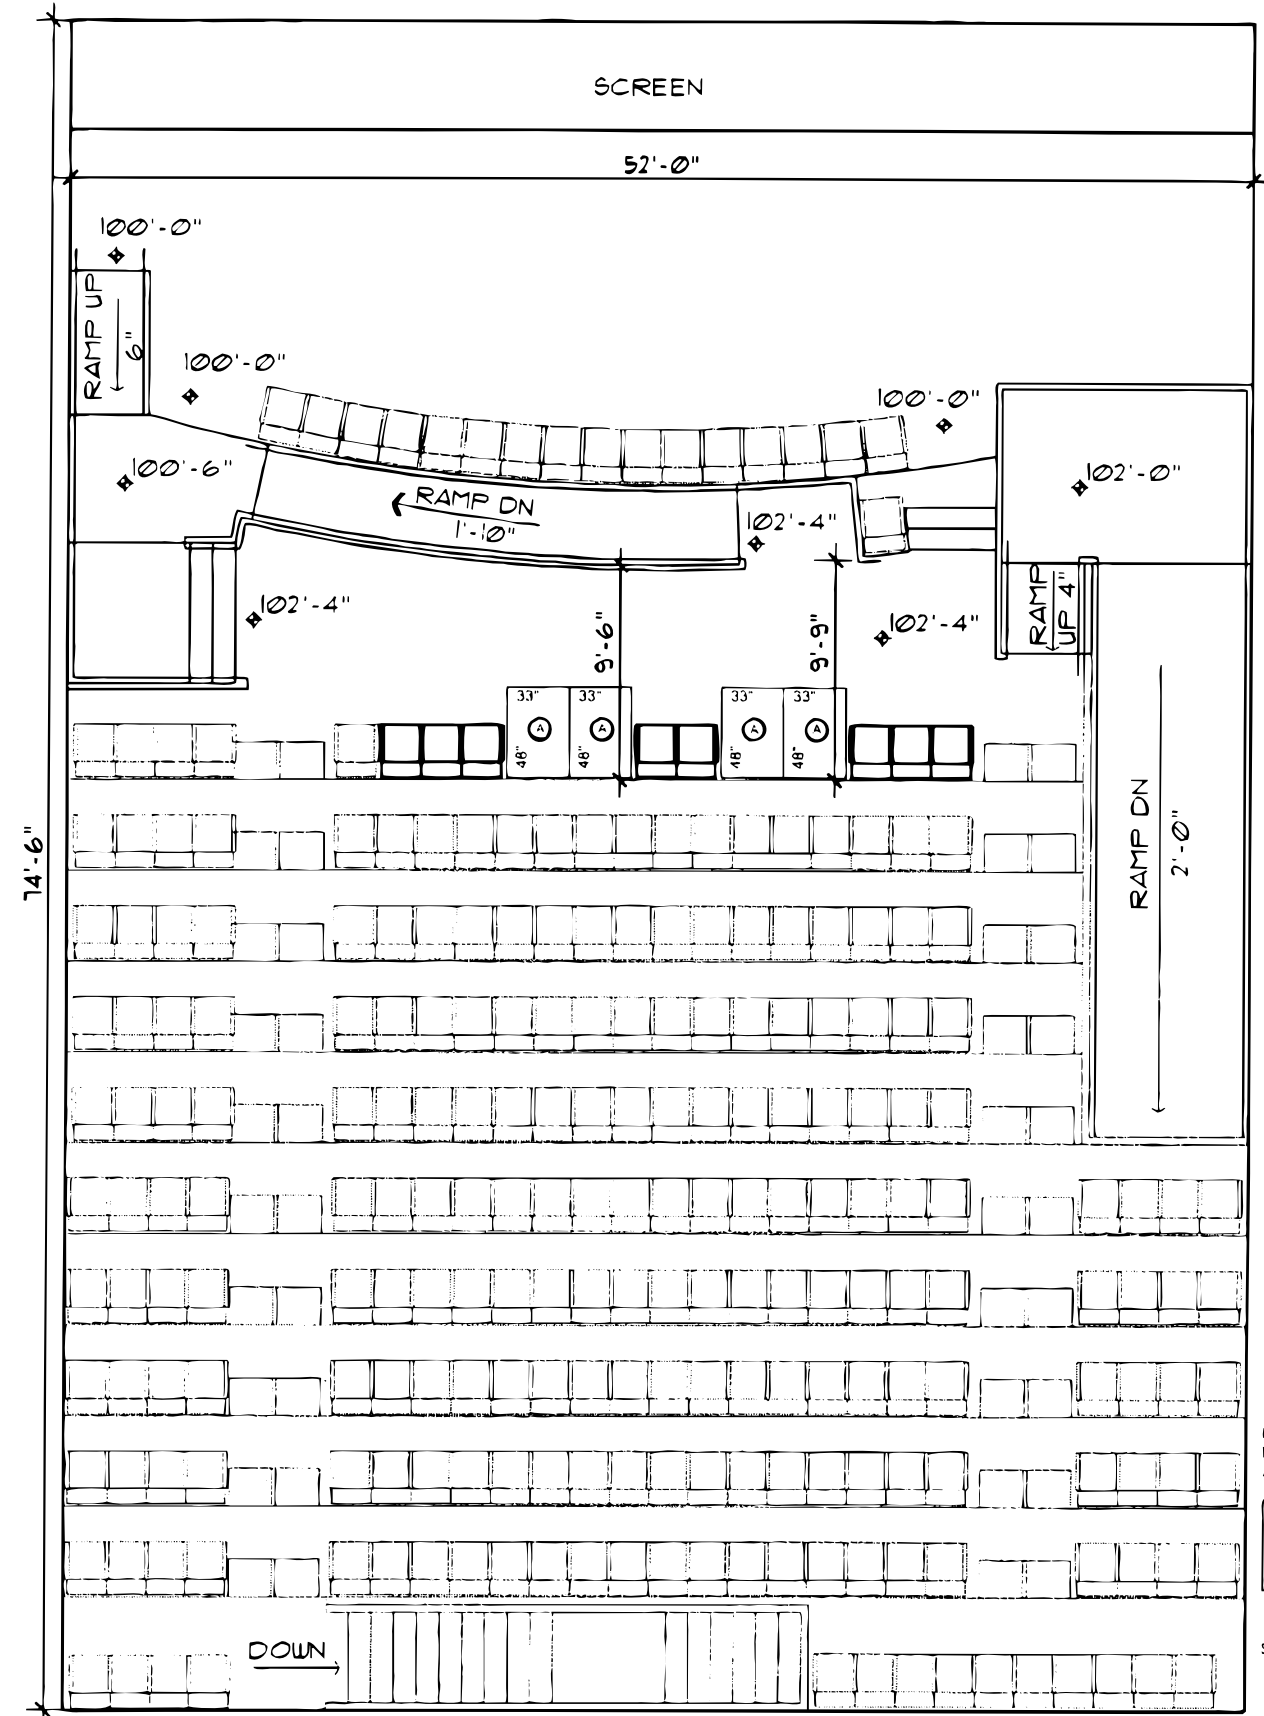 SCREEN
52'-0"
100'-0"
RAMP UP
6"
100'-0"
100'-0"
100'-6"
RAMP DN
1'-10"
102'-4"
102'-0"
102'-4"
9'-6"
9'-9"
102'-4"
RAMP
UP 4"
33" 33" 33" 33"
A A A A
48" 48" 48" 48"
74'-6"
RAMP DN
2'-0"
DOWN